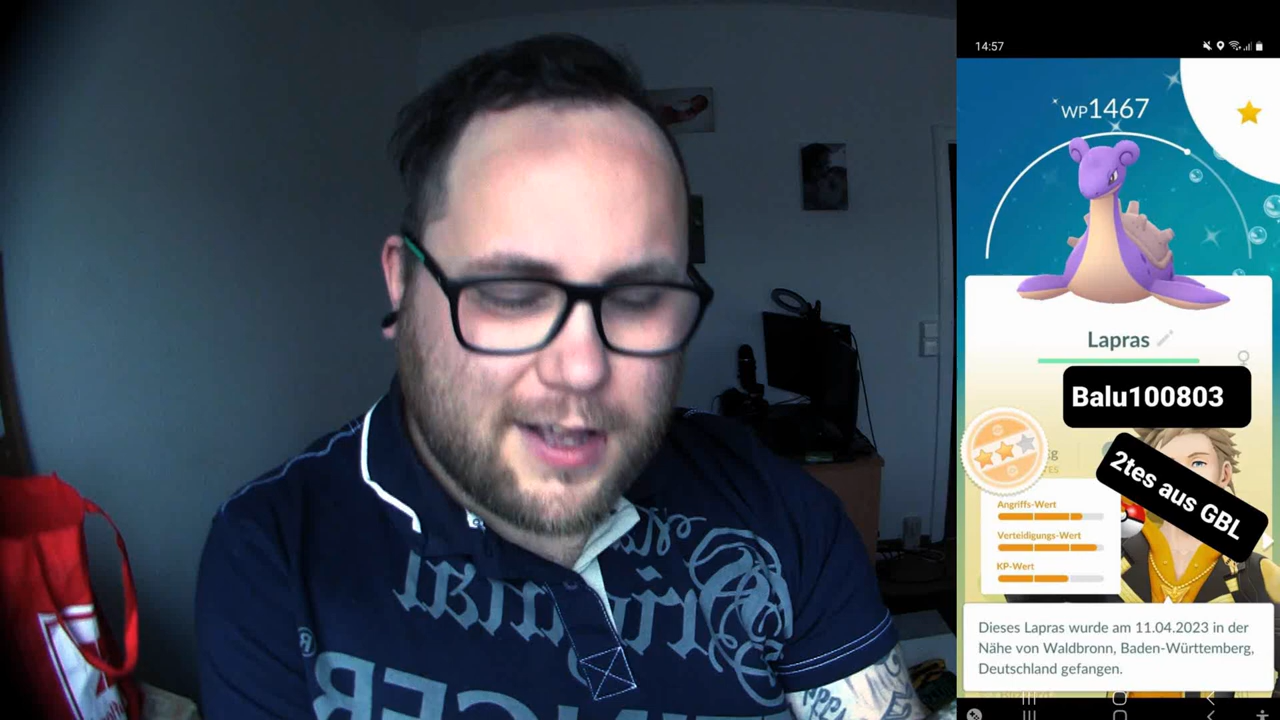 14:57
WP1467
Lapras
Balu100803
2tes aus GBL
Angriffs-Wert
Verteidigungs-Wert
KP-Wert
Dieses Lapras wurde am 11.04.2023 in der
Nähe von Waldbronn, Baden-Württemberg,
Deutschland gefangen.